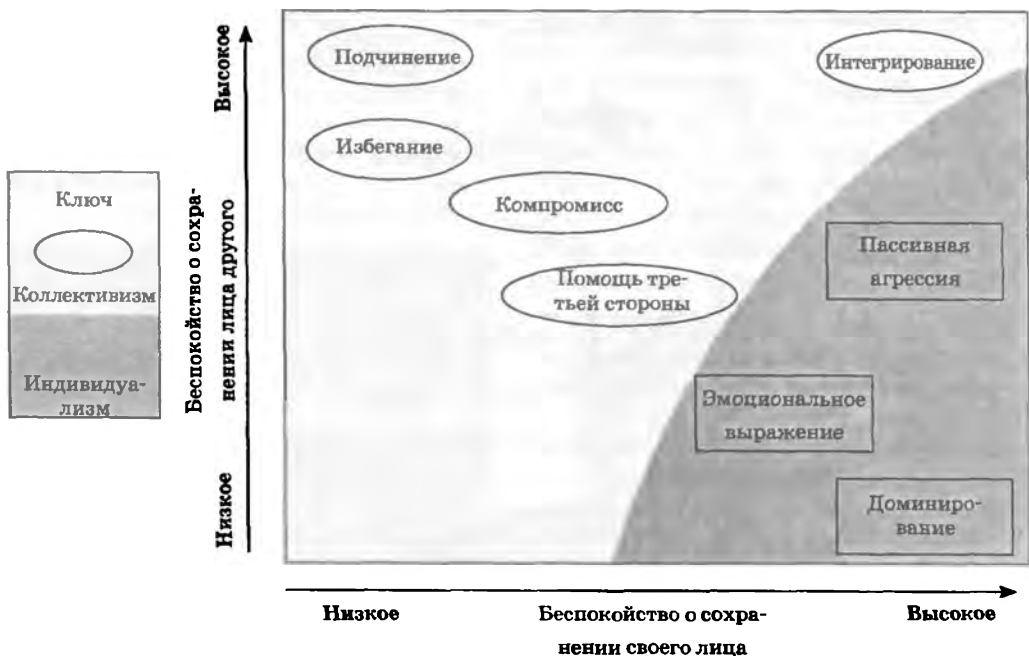 Ключ
Коллективизм
Индивидуа-
лизм
Беспокойство о сохра-
нении лица другого
Высокое
Низкое
Подчинение
Интегрирование
Избегание
Компромисс
Помощь тре-
тьей стороны
Пассивная
агрессия
Эмоциональное
выражение
Доминиро-
вание
Низкое
Беспокойство о сохра-
нении своего лица
Высокое